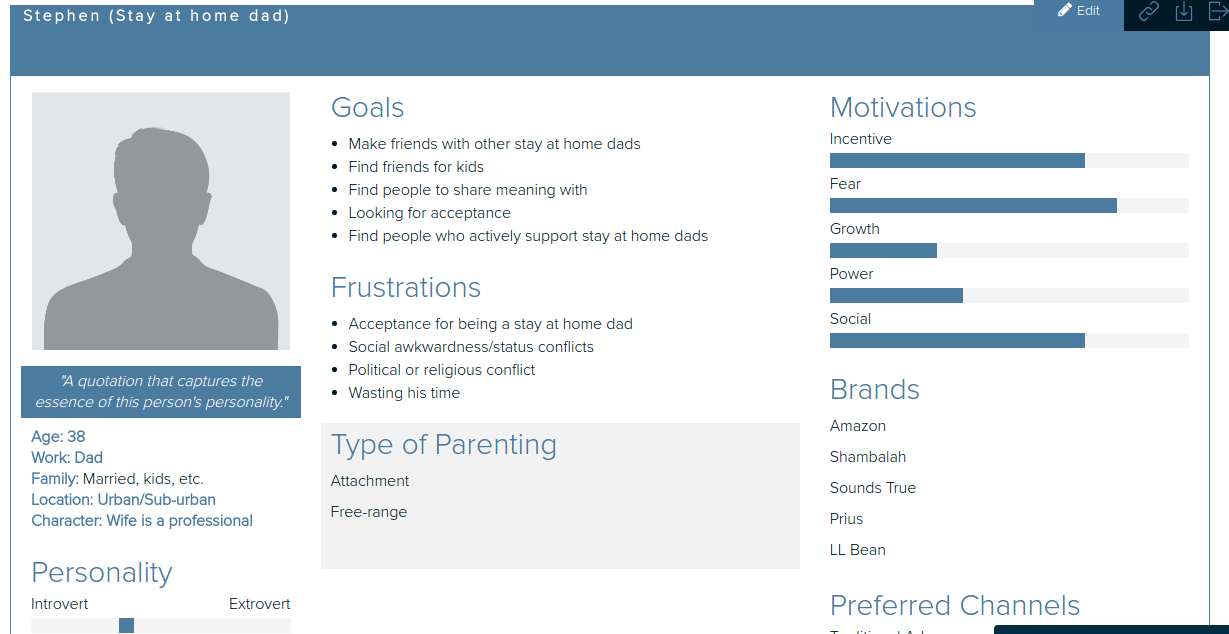 Stephen (Stay at home dad)
Edit
"A quotation that captures the
essence of this person's personality."
Age: 38
Work: Dad
Family: Married, kids, etc.
Location: Urban/Sub-urban
Character: Wife is a professional
Personality
Introvert Extrovert
Goals
Make friends with other stay at home dads
Find friends for kids
Find people to share meaning with
Looking for acceptance
Find people who actively support stay at home dads
Frustrations
Acceptance for being a stay at home dad
Social awkwardness/status conflicts
Political or religious conflict
Wasting his time
Type of Parenting
Attachment
Free-range
Motivations
Incentive
Fear
Growth
Power
Social
Brands
Amazon
Shambalah
Sounds True
Prius
LL Bean
Preferred Channels